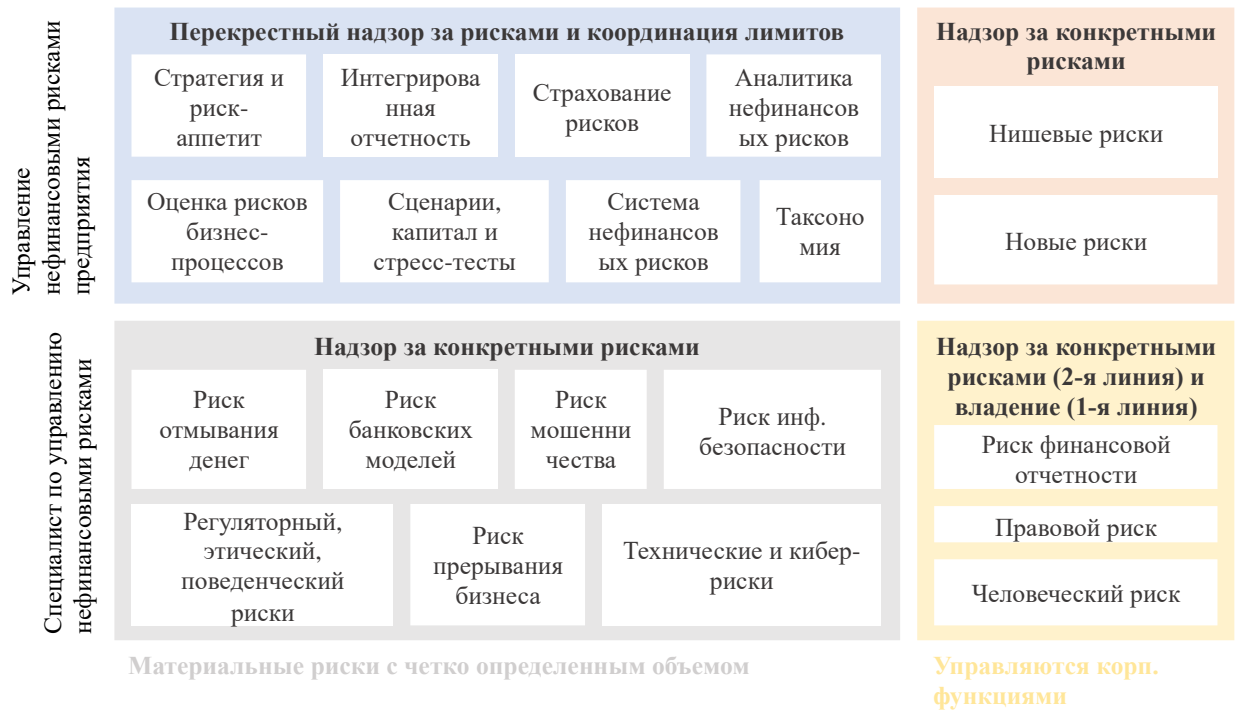 Управление
нефинансовыми рисками
предприятия
Перекрестный надзор за рисками и координация лимитов
Стратегия и
риск-
аппетит
Интегрирова
нная
отчетность
Страхование
рисков
Аналитика
нефинансов
ых рисков
Оценка рисков
бизнес-
процессов
Сценарии,
капитал и
стресс-тесты
Система
нефинансов
ых рисков
Таксоно
мия
Надзор за конкретными
рисками
Нишевые риски
Новые риски
Специалист по управлению
нефинансовыми рисками
Надзор за конкретными рисками
Риск
отмывания
денег
Риск
банковских
моделей
Риск
мошенни
чества
Риск инф.
безопасности
Регуляторный,
этический,
поведенческий
риски
Риск
прерывания
бизнеса
Технические и кибер-
риски
Надзор за конкретными
рисками (2-я линия) и
владение (1-я линия)
Риск финансовой
отчетности
Правовой риск
Человеческий риск
Материальные риски с четко определенным объемом
Управляются корп.
функциями